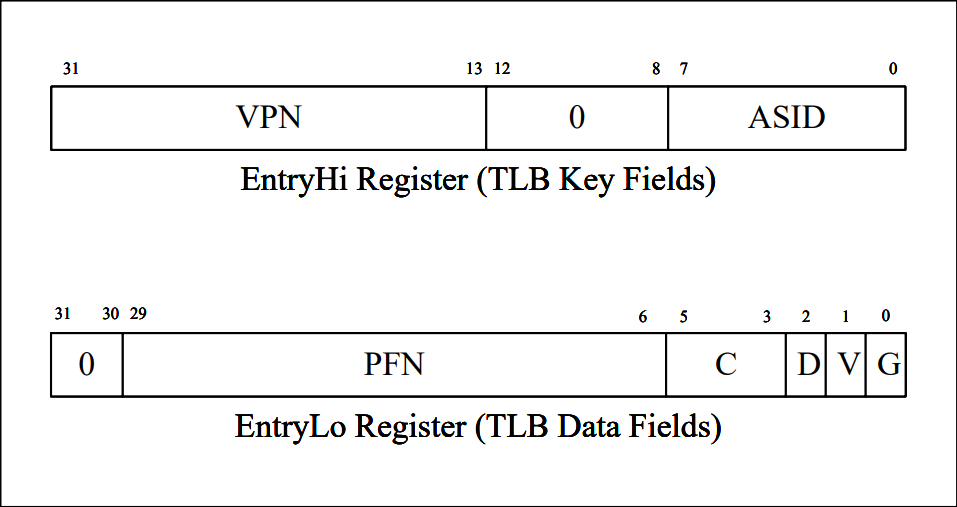 31 13 12 8 7 0
VPN 0 ASID
EntryHi Register (TLB Key Fields)
31 30 29 6 5 3 2 1 0
0 PFN C D V G
EntryLo Register (TLB Data Fields)